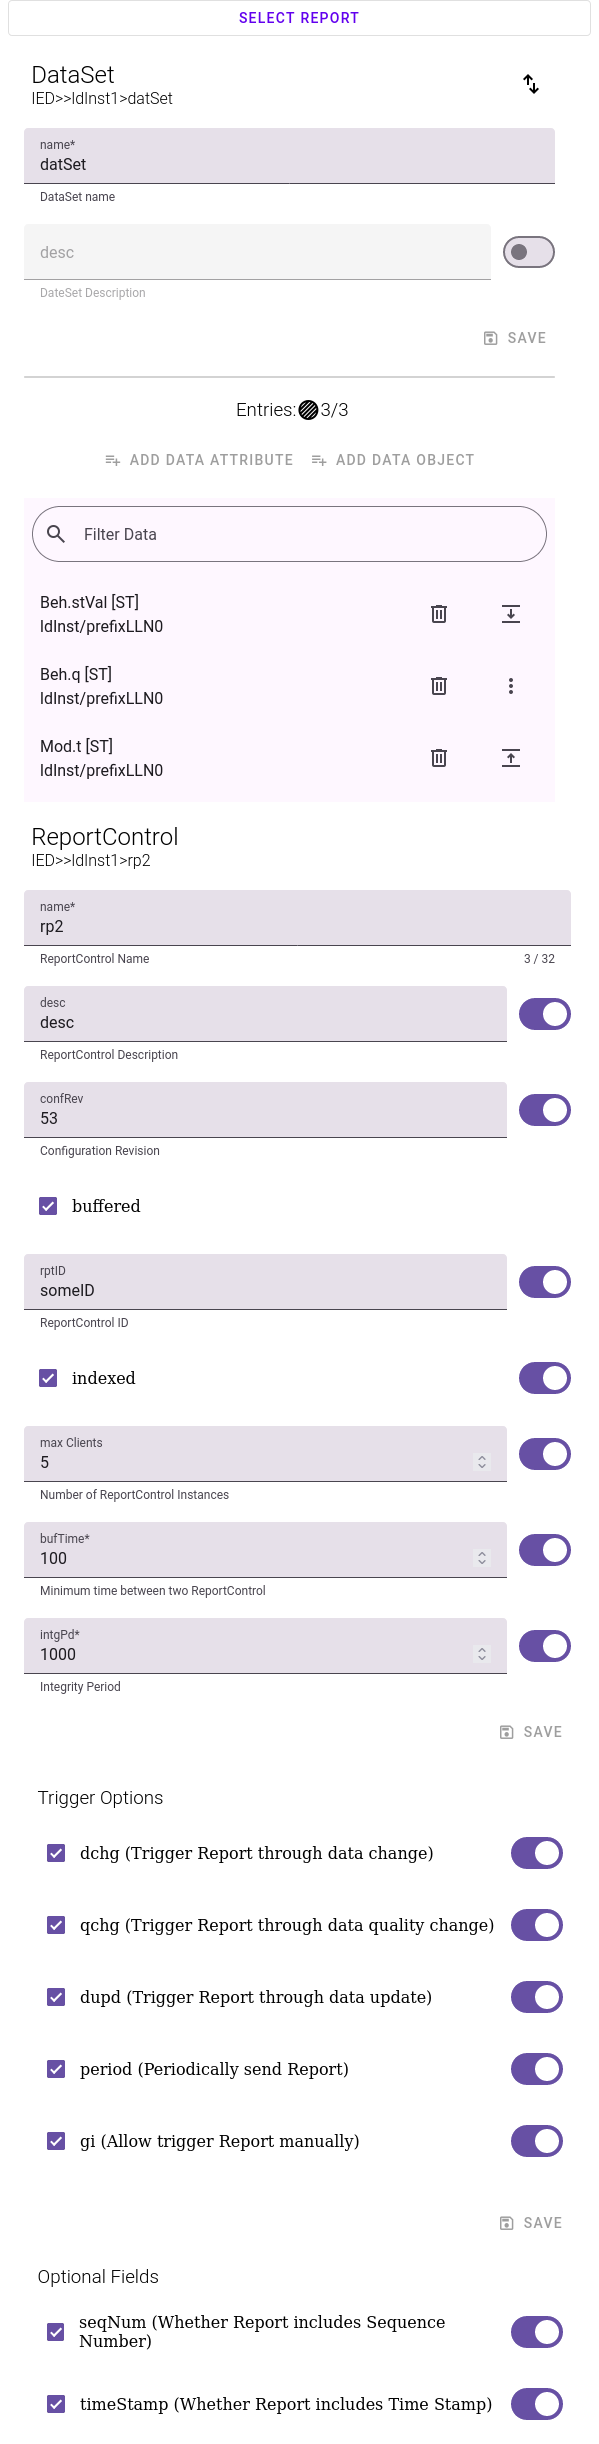 SELECT REPORT
DataSet
IED>>ldInst1>datSet
name*
datSet
DataSet name
desc
DateSet Description
SAVE
Entries: 3/3
ADD DATA ATTRIBUTE ADD DATA OBJECT
Filter Data
Beh.stVal [ST]
ldInst/prefixLLN0
Beh.q [ST]
ldInst/prefixLLN0
Mod.t [ST]
ldInst/prefixLLN0
ReportControl
IED>>ldInst1>rp2
name*
rp2
ReportControl Name 3 / 32
desc
desc
ReportControl Description
confRev
53
Configuration Revision
buffered
rptID
someID
ReportControl ID
indexed
max Clients
5
Number of ReportControl Instances
bufTime*
100
Minimum time between two ReportControl
intgPd*
1000
Integrity Period
SAVE
Trigger Options
dchg (Trigger Report through data change)
qchg (Trigger Report through data quality change)
dupd (Trigger Report through data update)
period (Periodically send Report)
gi (Allow trigger Report manually)
SAVE
Optional Fields
seqNum (Whether Report includes Sequence
Number)
timeStamp (Whether Report includes Time Stamp)